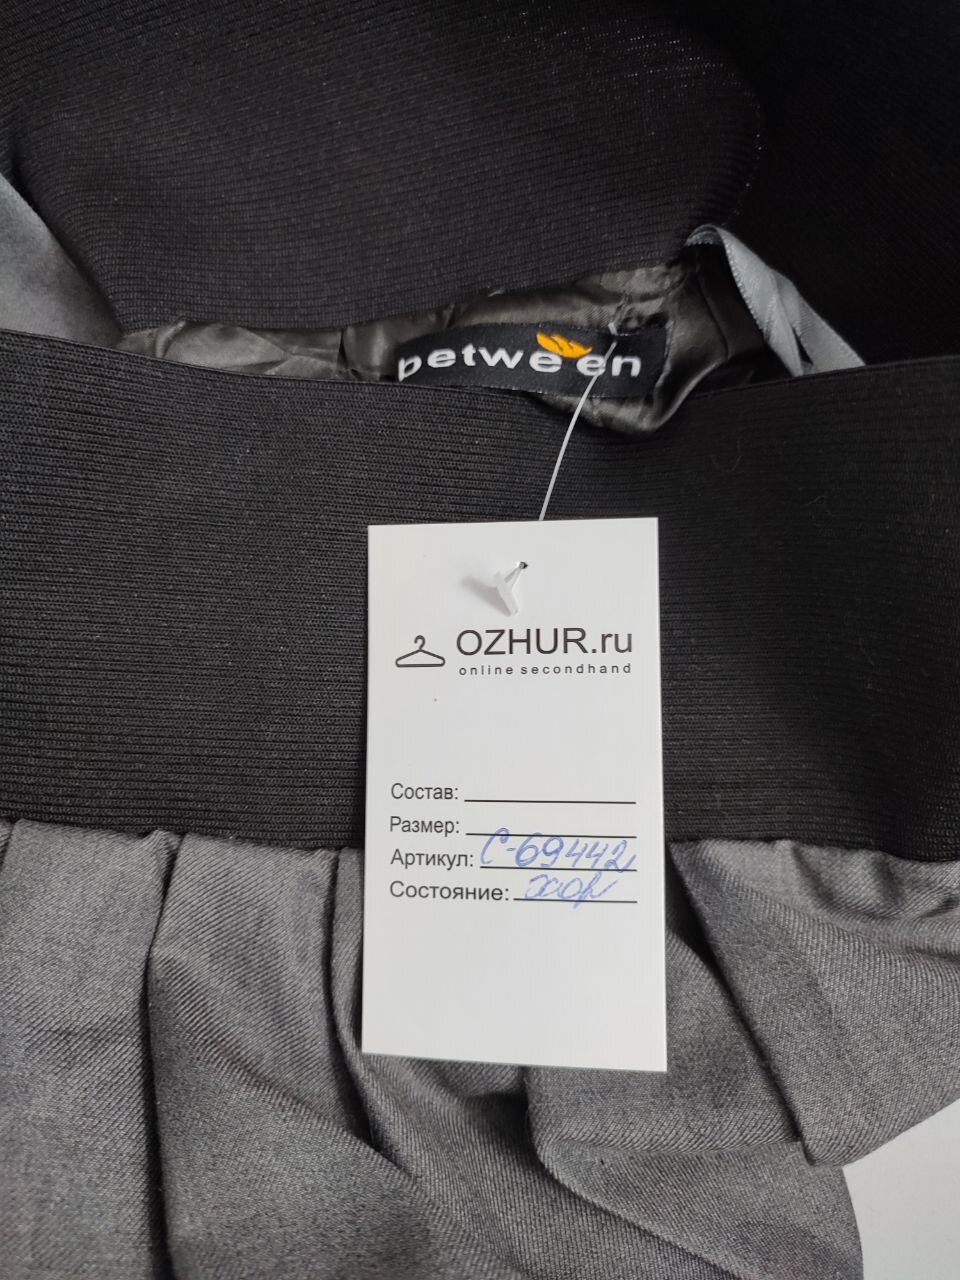 between
OZHUR.ru
online secondhand
Состав:
Размер:
Артикул: С-69442
Состояние: хор